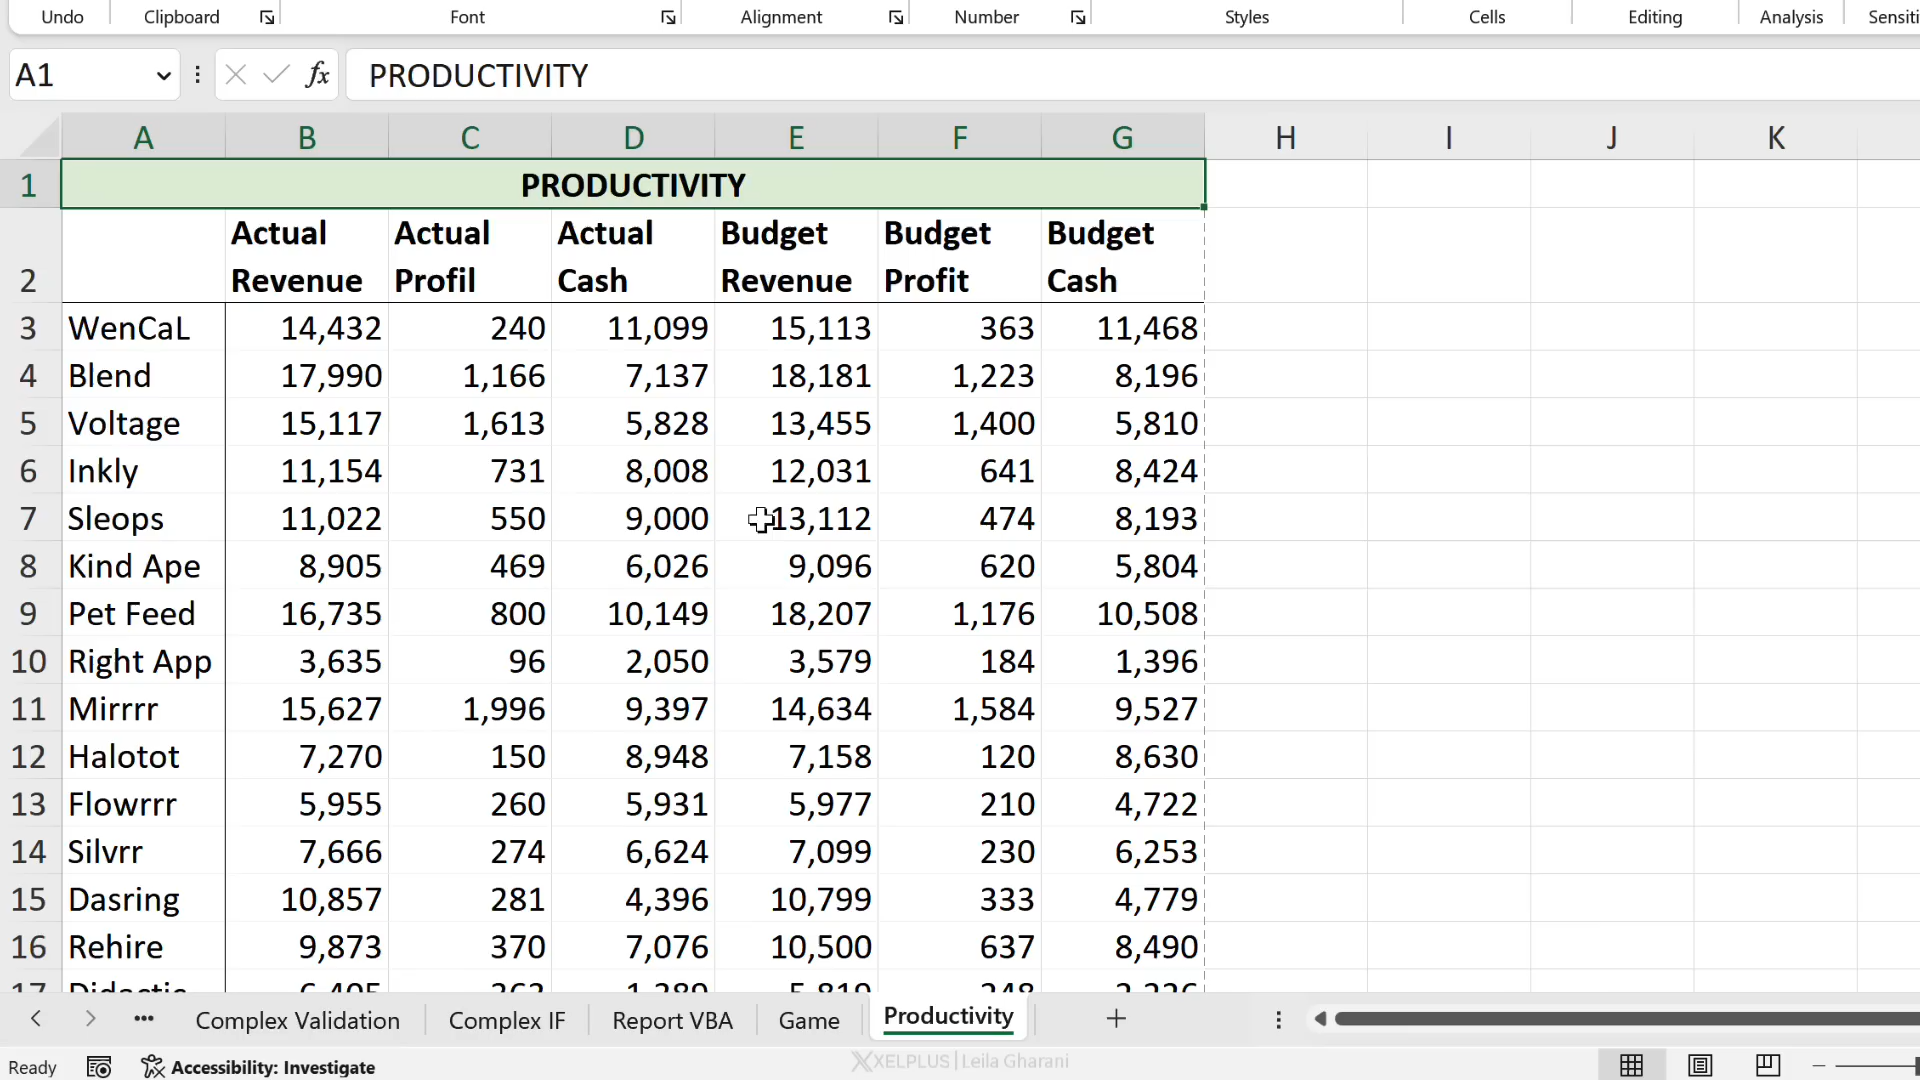 Undo Clipboard Font Alignment Number Styles Cells Editing Analysis Sensiti
A1 fx PRODUCTIVITY
A B C D E F G H I J K
1 PRODUCTIVITY
Actual Actual Actual Budget Budget Budget
2 Revenue Profil Cash Revenue Profit Cash
3 WenCaL 14,432 240 11,099 15,113 363 11,468
4 Blend 17,990 1,166 7,137 18,181 1,223 8,196
5 Voltage 15,117 1,613 5,828 13,455 1,400 5,810
6 Inkly 11,154 731 8,008 12,031 641 8,424
7 Sleops 11,022 550 9,000 13,112 474 8,193
8 Kind Ape 8,905 469 6,026 9,096 620 5,804
9 Pet Feed 16,735 800 10,149 18,207 1,176 10,508
10 Right App 3,635 96 2,050 3,579 184 1,396
11 Mirrrr 15,627 1,996 9,397 14,634 1,584 9,527
12 Halotot 7,270 150 8,948 7,158 120 8,630
13 Flowrrr 5,955 260 5,931 5,977 210 4,722
14 Silvrr 7,666 274 6,624 7,099 230 6,253
15 Dasring 10,857 281 4,396 10,799 333 4,779
16 Rehire 9,873 370 7,076 10,500 637 8,490
17 Didactic
Complex Validation Complex IF Report VBA Game Productivity
Ready Accessibility: Investigate XELPLUS | Leila Gharani